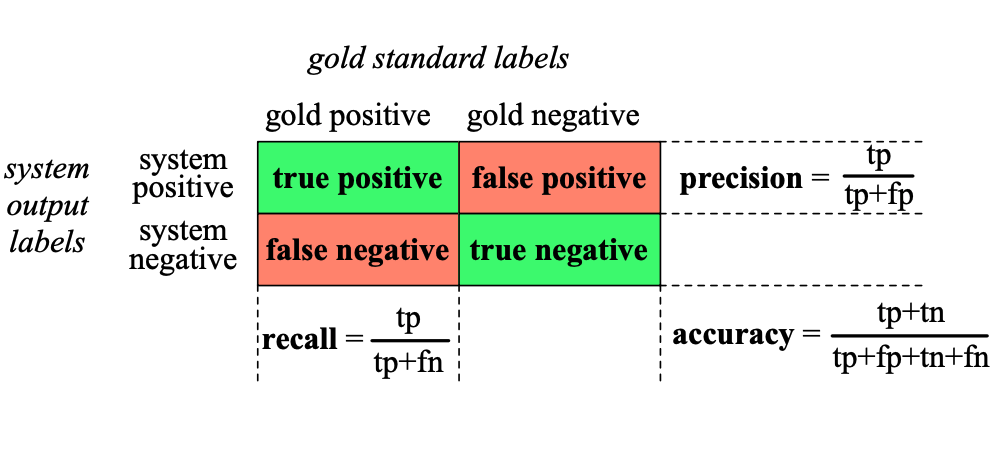 gold standard labels
gold positive gold negative
system output labels
system positive
true positive
false positive
precision = tp
tp+fp
system negative
false negative
true negative
recall = tp
tp+fn
accuracy = tp+tn
tp+fp+tn+fn